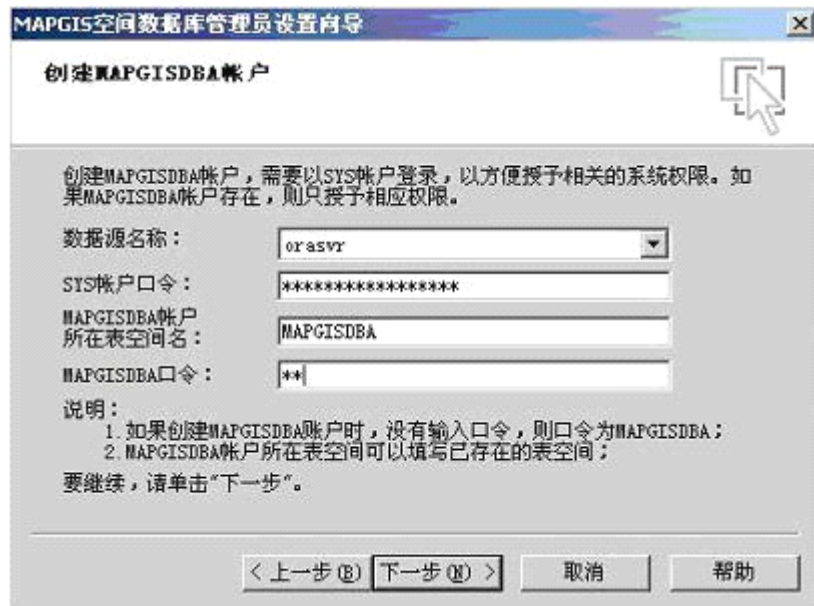 MAPGIS空间数据库管理员设置向导
创建MAPGISDBA帐户
创建MAPGISDBA帐户，需要以SYS帐户登录，以方便授予相关的系统权限。如
果MAPGISDBA帐户存在，则只授予相应权限。
数据源名称：
orasvr
SYS帐户口令：
*****************
MAPGISDBA帐户
所在表空间名：
MAPGISDBA
MAPGISDBA口令：
**
说明：
1.如果创建MAPGISDBA账户时，没有输入口令，则口令为MAPGISDBA；
2.MAPGISDBA帐户所在表空间可以填写已存在的表空间；
要继续，请单击"下一步"。
< 上一步(B) 下一步(N) > 取消 帮助